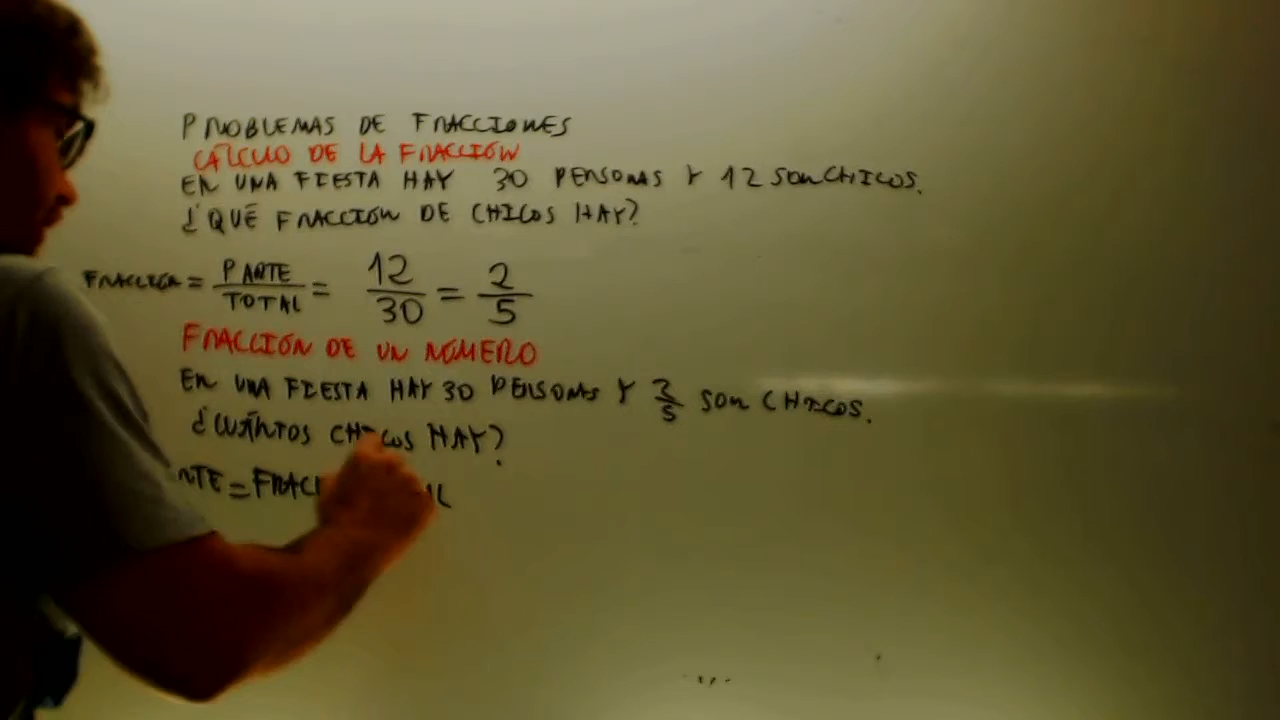 PROBLEMAS DE FRACCIONES
CÁLCULO DE LA FRACCIÓN
EN UNA FIESTA HAY 30 PERSONAS Y 12 SON CHICOS.
¿QUÉ FRACCIÓN DE CHICOS HAY?
FRACCIÓN = PARTE/TOTAL = 12/30 = 2/5
FRACCIÓN DE UN NÚMERO
EN UNA FIESTA HAY 30 PERSONAS Y 2/5 SON CHICOS.
¿CUÁNTOS CHICOS HAY?